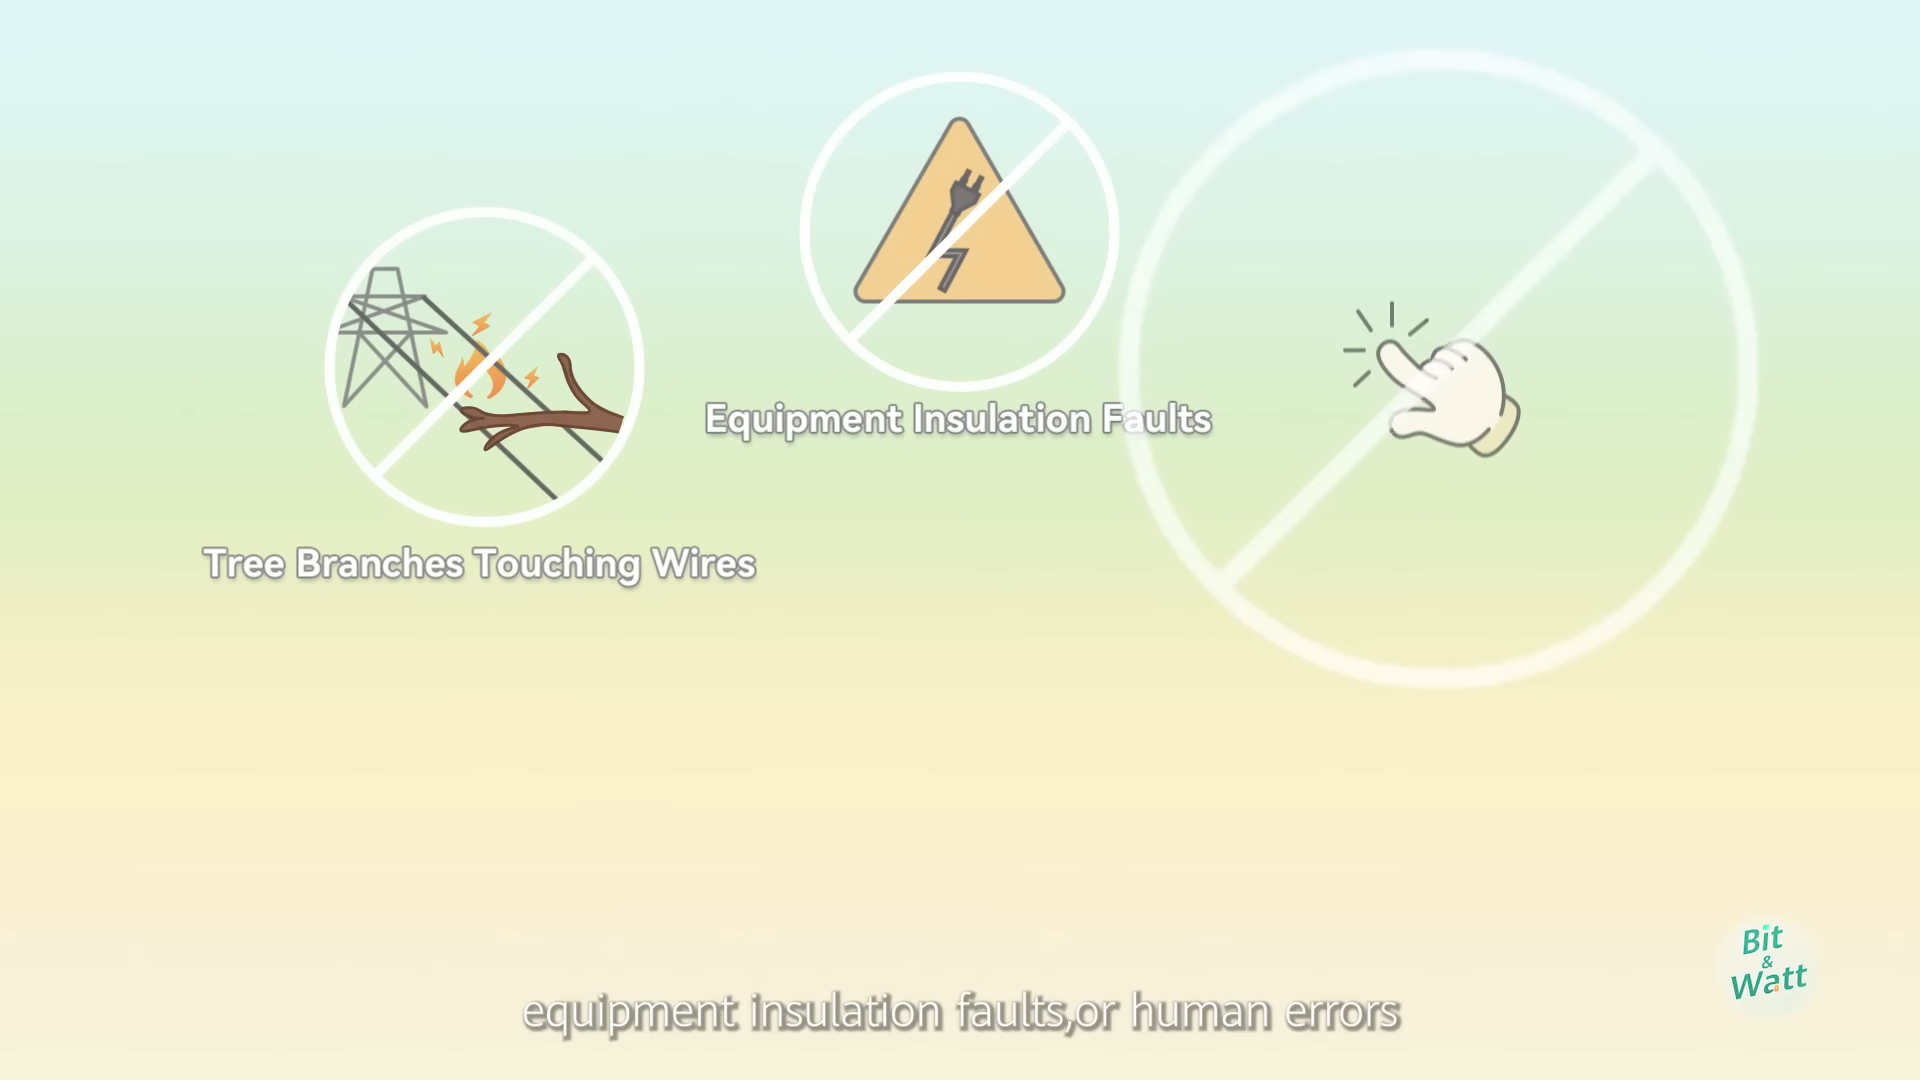 Equipment Insulation Faults
Tree Branches Touching Wires
Bit
&
Watt
equipment insulation faults,or human errors